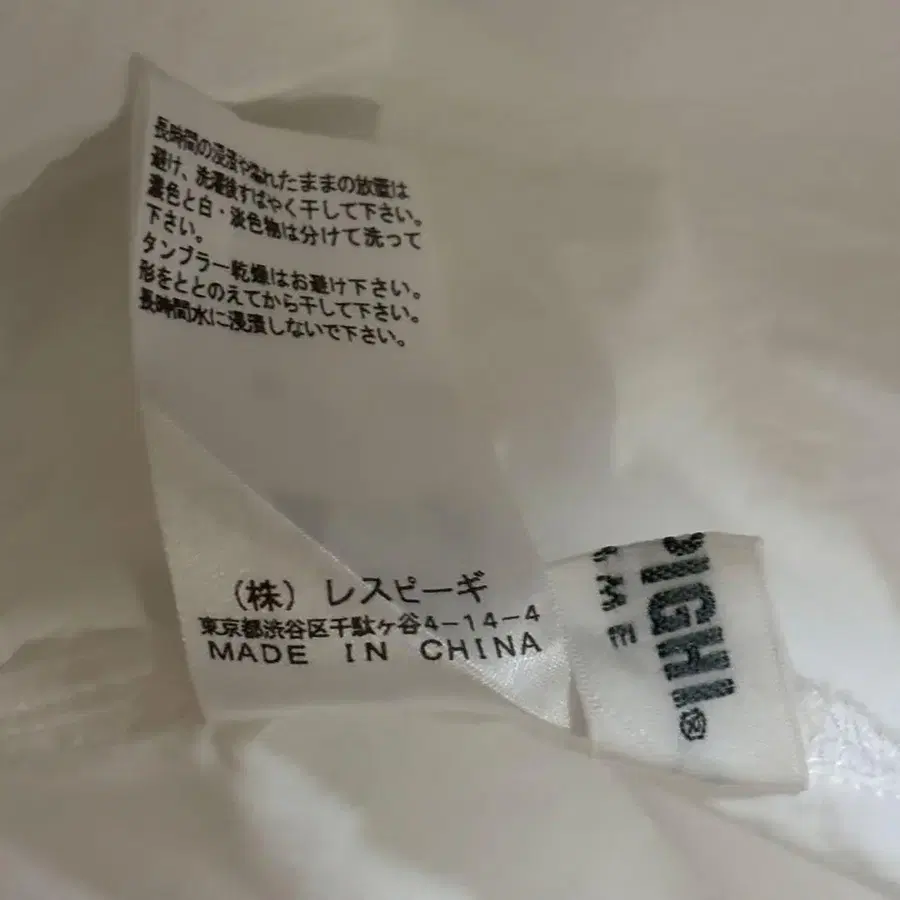 長時間の浸漬や濡れたままの放置は
避け、洗濯後すばやく干して下さい。
濃色と白・淡色物は分けて洗って
下さい。
タンブラー乾燥はお避け下さい。
形をととのえてから干して下さい。
長時間水に浸漬しないで下さい。
(株) レスピーギ
東京都渋谷区千駄ヶ谷4-14-4
MADE IN CHINA
PIGHI®
AME